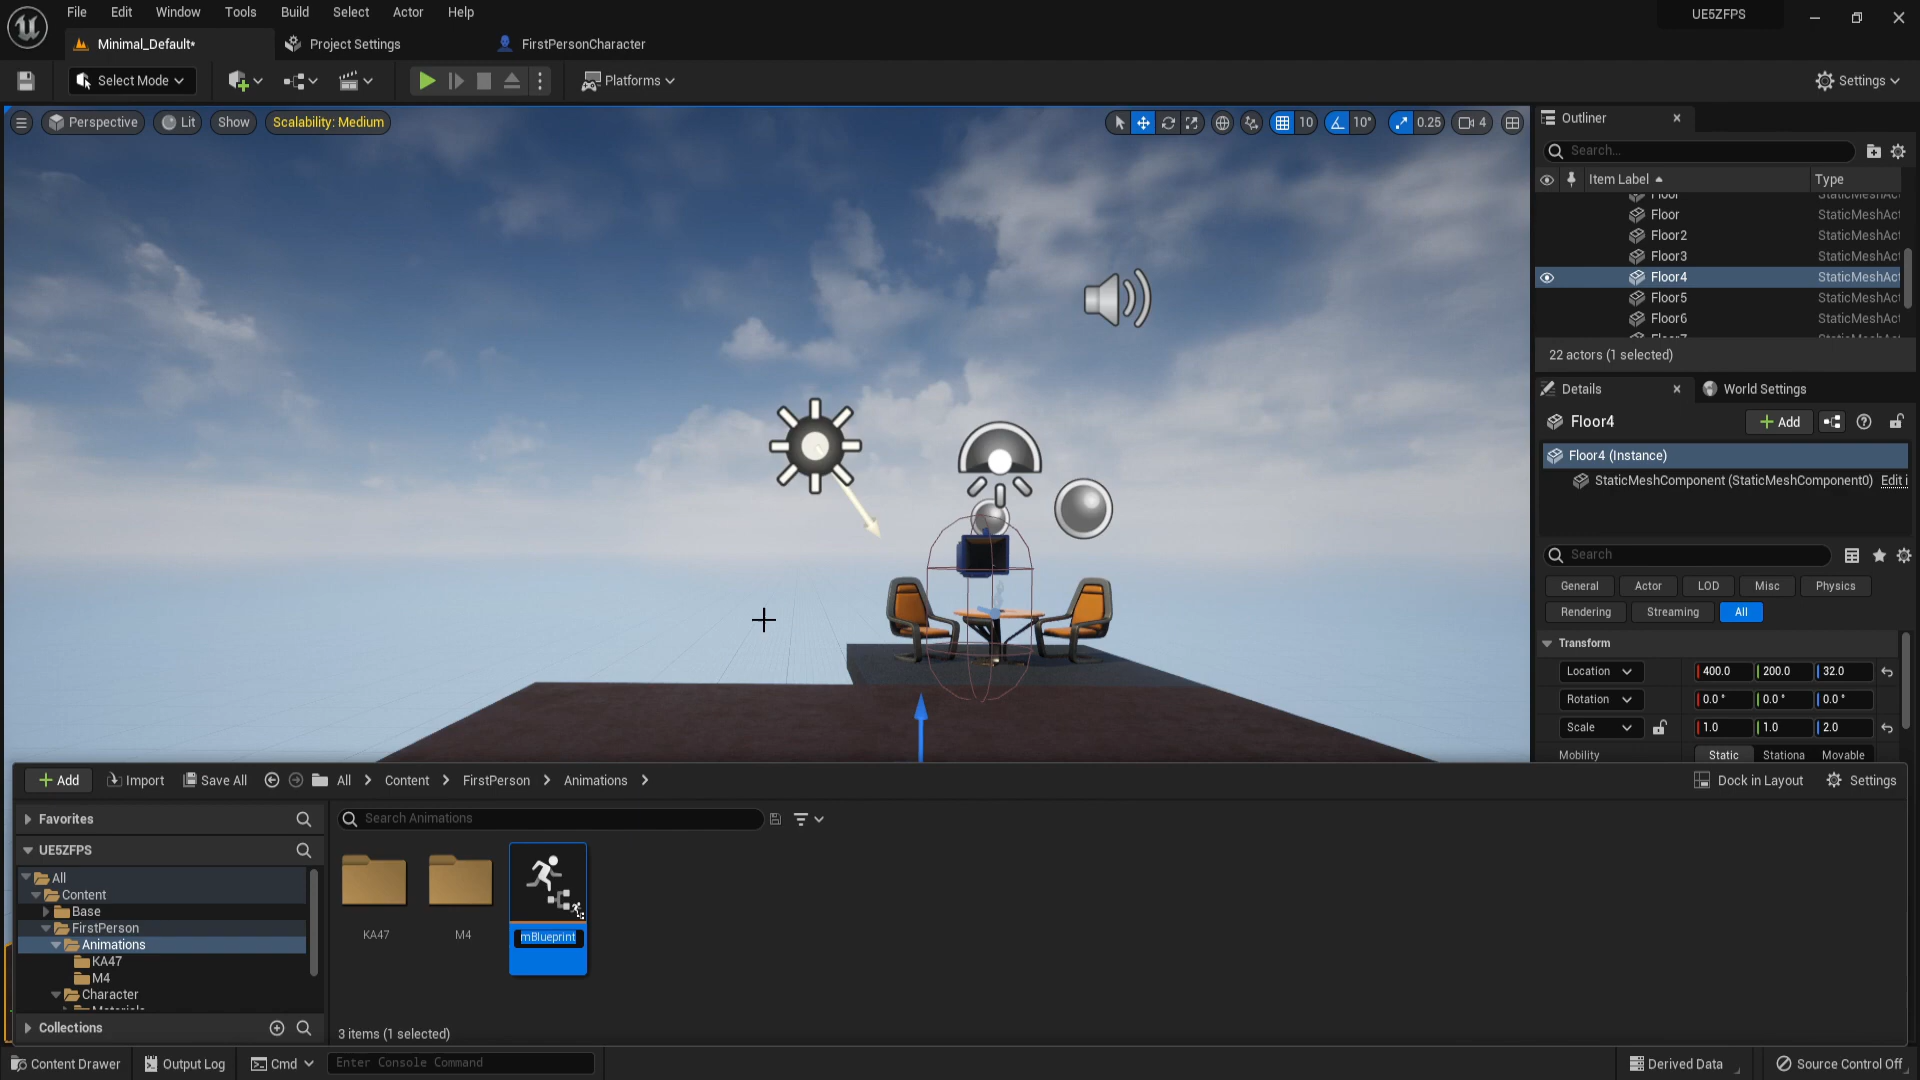 File Edit Window Tools Build Select Actor Help
UE5ZFPS
Minimal_Default*
Project Settings
FirstPersonCharacter
Select Mode
Platforms
Settings
Perspective
Lit
Show
Scalability: Medium
10
10°
0.25
4
Outliner
Search...
Item Label
Type
Floor StaticMeshAct
Floor StaticMeshAct
Floor2 StaticMeshAct
Floor3 StaticMeshAct
Floor4 StaticMeshAct
Floor5 StaticMeshAct
Floor6 StaticMeshAct
Floor7 StaticMeshAct
22 actors (1 selected)
Details
World Settings
Floor4
Add
Floor4 (Instance)
StaticMeshComponent (StaticMeshComponent0) Edit i
Search
General Actor LOD Misc Physics
Rendering Streaming All
Transform
Location 400.0 200.0 32.0
Rotation 0.0° 0.0° 0.0°
Scale 1.0 1.0 2.0
Mobility Static Stationa Movable
Add Import Save All All Content FirstPerson Animations
Dock in Layout Settings
Favorites
Search Animations
UE5ZFPS
All
Content
Base
FirstPerson
Animations
KA47
M4
Character
Materials
Collections
KA47
M4
mBlueprint
3 items (1 selected)
Content Drawer Output Log Cmd Enter Console Command
Derived Data Source Control Off